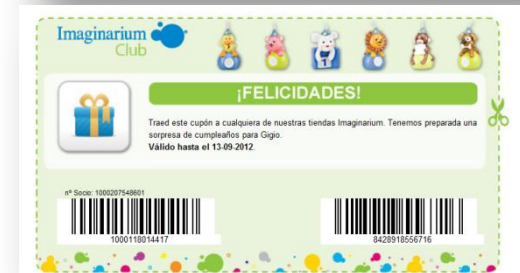 Imaginarium
Club
¡FELICIDADES!
Traed este cupón a cualquiera de nuestras tiendas Imaginarium. Tenemos preparada una
sorpresa de cumpleaños para Gigio.
Válido hasta el 13-09-2012.
nº Socio: 1000207548601
1000118014417
8428918556716